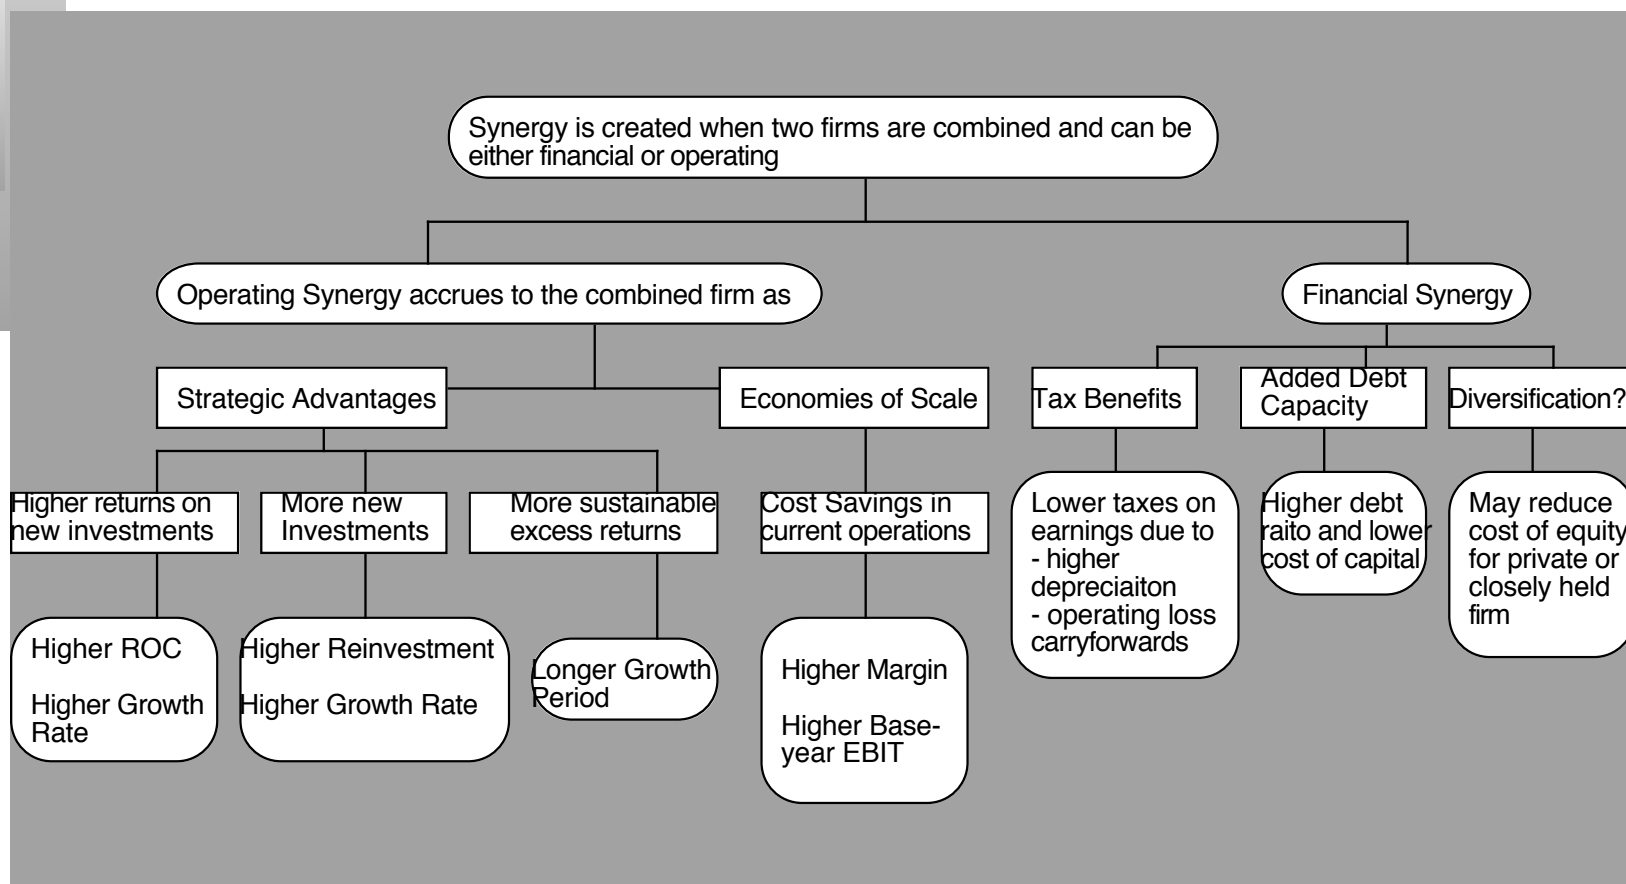 Synergy is created when two firms are combined and can be
either financial or operating
Operating Synergy accrues to the combined firm as
Financial Synergy
Strategic Advantages
Economies of Scale
Tax Benefits
Added Debt
Capacity
Diversification?
Higher returns on
new investments
More new
Investments
More sustainable
excess returns
Cost Savings in
current operations
Lower taxes on
earnings due to
- higher
depreciaiton
- operating loss
carryforwards
Higher debt
raito and lower
cost of capital
May reduce
cost of equity
for private or
closely held
firm
Higher ROC
Higher Growth
Rate
Higher Reinvestment
Higher Growth Rate
Longer Growth
Period
Higher Margin
Higher Base-
year EBIT